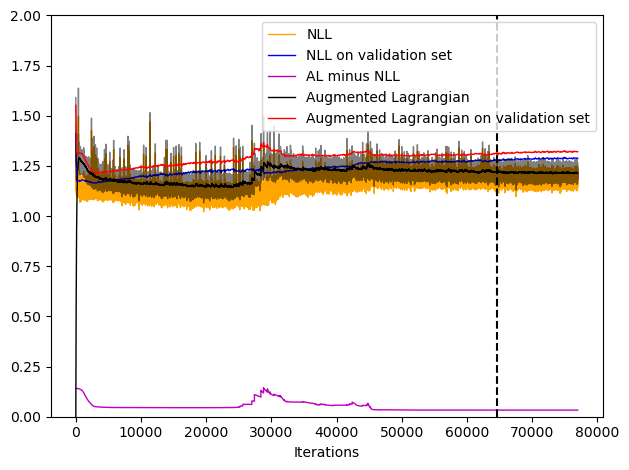 2.00
1.75
1.50
1.25
1.00
0.75
0.50
0.25
0.00
NLL
NLL on validation set
AL minus NLL
Augmented Lagrangian
Augmented Lagrangian on validation set
0 10000 20000 30000 40000 50000 60000 70000 80000
Iterations